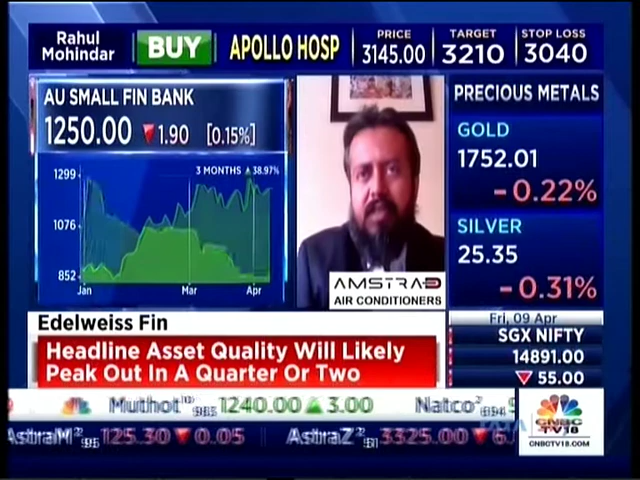 Rahul
Mohindar
BUY
APOLLO HOSP
PRICE
3145.00
TARGET
3210
STOP LOSS
3040
AU SMALL FIN BANK
1250.00 ▼1.90 [0.15%]
3 MONTHS ▲38.97%
1299
1076
852
Jan Mar Apr
AMSTRAD
AIR CONDITIONERS
PRECIOUS METALS
GOLD
1752.01
-0.22%
SILVER
25.35
-0.31%
Fri, 09 Apr
SGX NIFTY
14891.00
▼ 55.00
Edelweiss Fin
Headline Asset Quality Will Likely
Peak Out In A Quarter Or Two
Muthot 1240.00 ▲ 3.00 Natco
AstraM 125.30 ▼ 0.05 AstraZ 3325.00 ▼
CNBC
TV18
CNBCTV18.COM